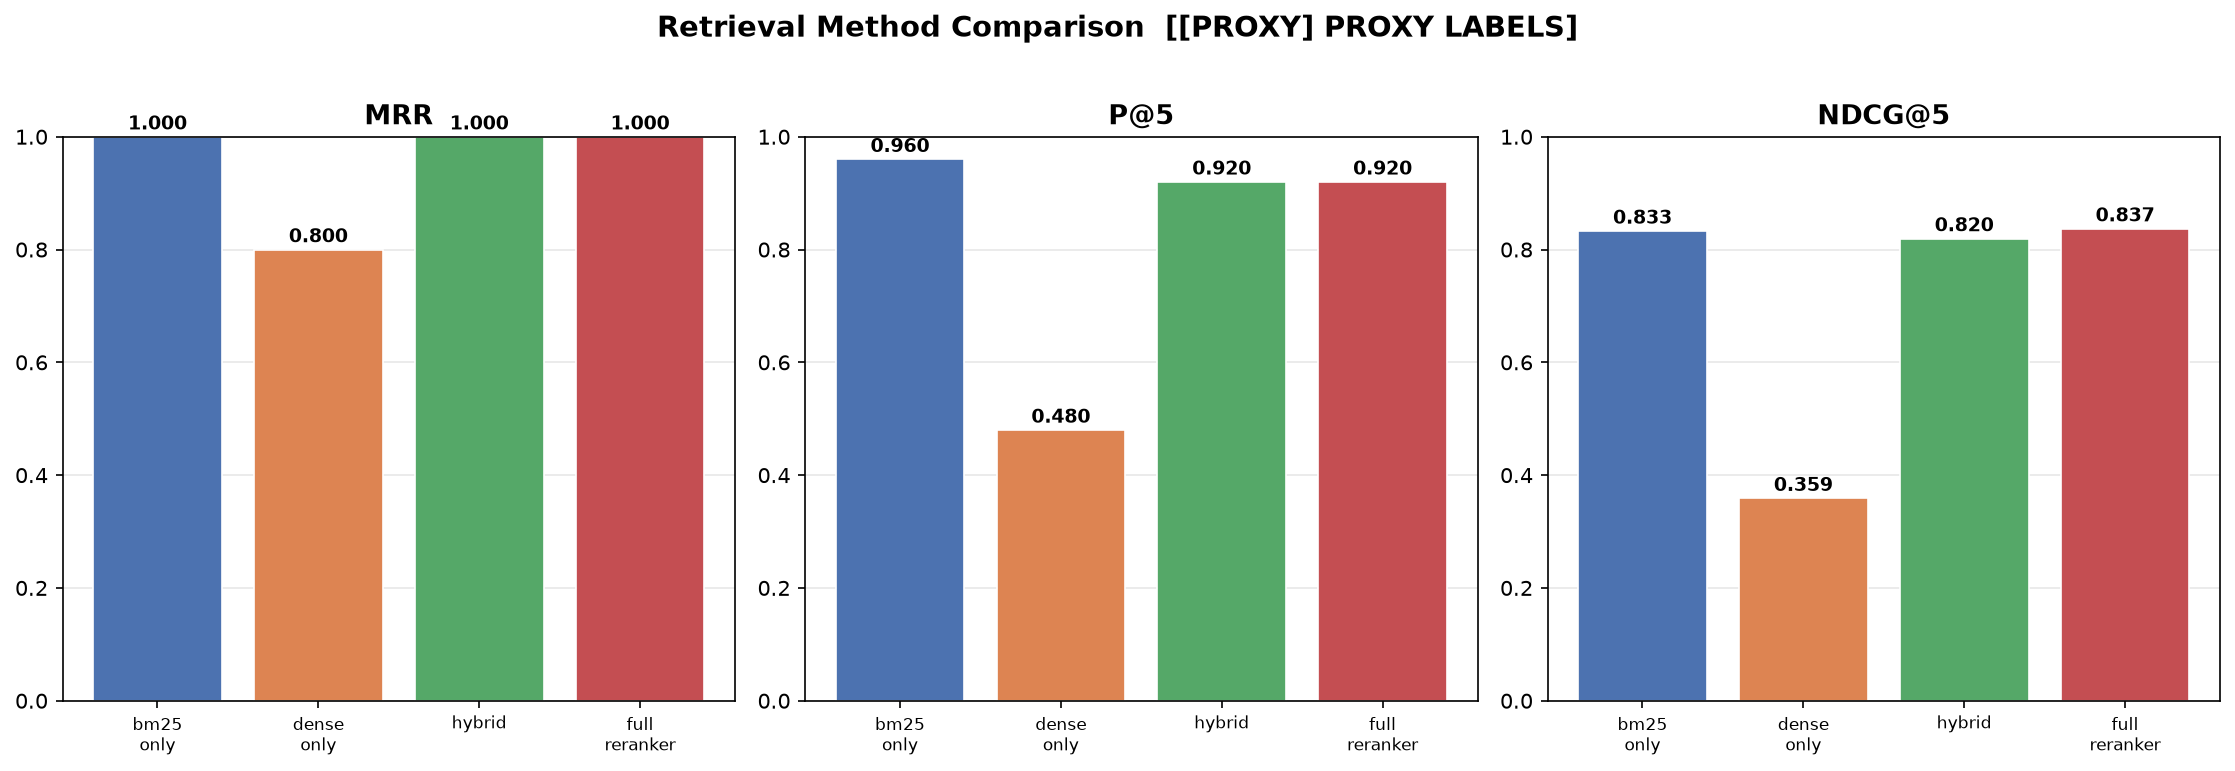 Retrieval Method Comparison  [[PROXY] PROXY LABELS]
MRR
1.000
0.800
1.000
1.000
1.0
0.8
0.6
0.4
0.2
0.0
bm25
only
dense
only
hybrid
full
reranker
P@5
0.960
0.480
0.920
0.920
1.0
0.8
0.6
0.4
0.2
0.0
bm25
only
dense
only
hybrid
full
reranker
NDCG@5
0.833
0.359
0.820
0.837
1.0
0.8
0.6
0.4
0.2
0.0
bm25
only
dense
only
hybrid
full
reranker